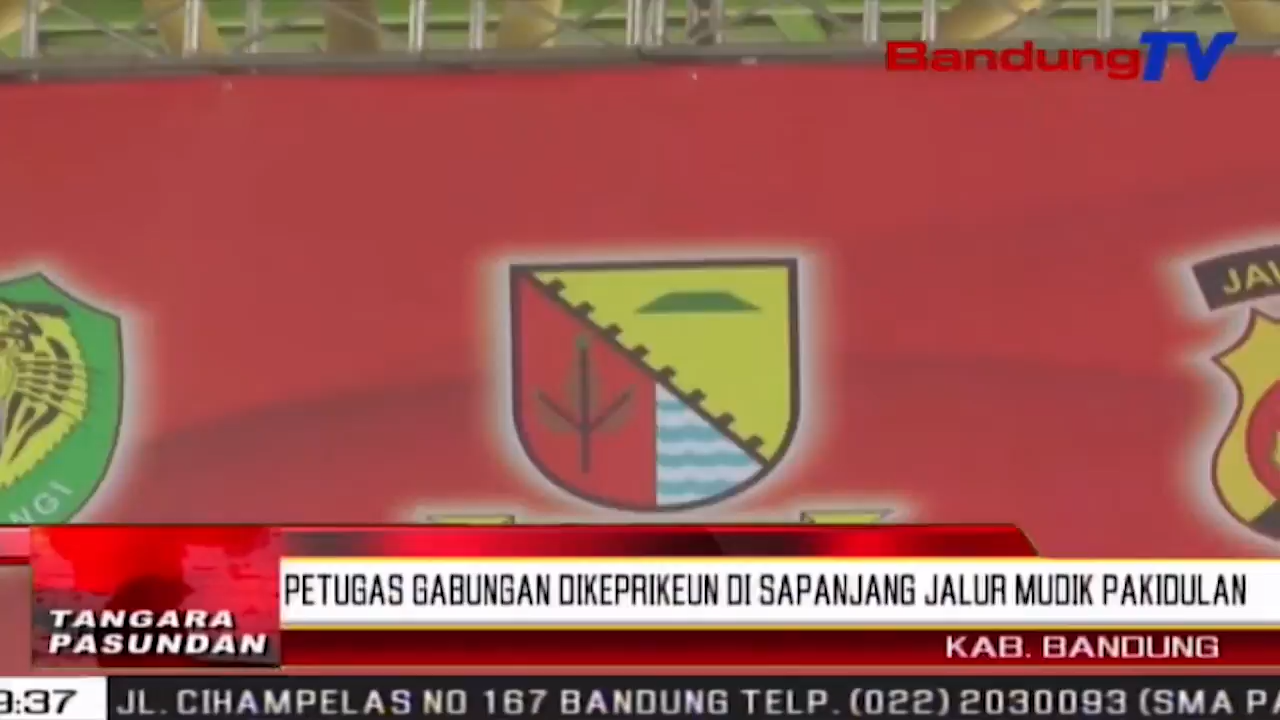 BandungTV
PETUGAS GABUNGAN DIKEPRIKEUN DI SAPANJANG JALUR MUDIK PAKIDULAN
TANGARA
PASUNDAN
KAB. BANDUNG
9:37
JL. CIHAMPELAS NO 167 BANDUNG TELP. (022) 2030093 (SMA PA